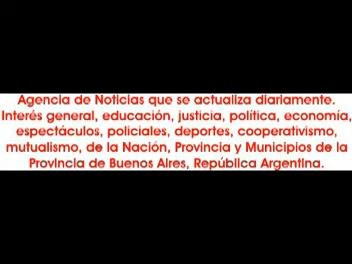 Agencia de Noticias que se actualiza diariamente.
Interés general, educación, justicia, política, economía,
espectáculos, policiales, deportes, cooperativismo,
mutualismo, de la Nación, Provincia y Municipios de la
Provincia de Buenos Aires, República Argentina.